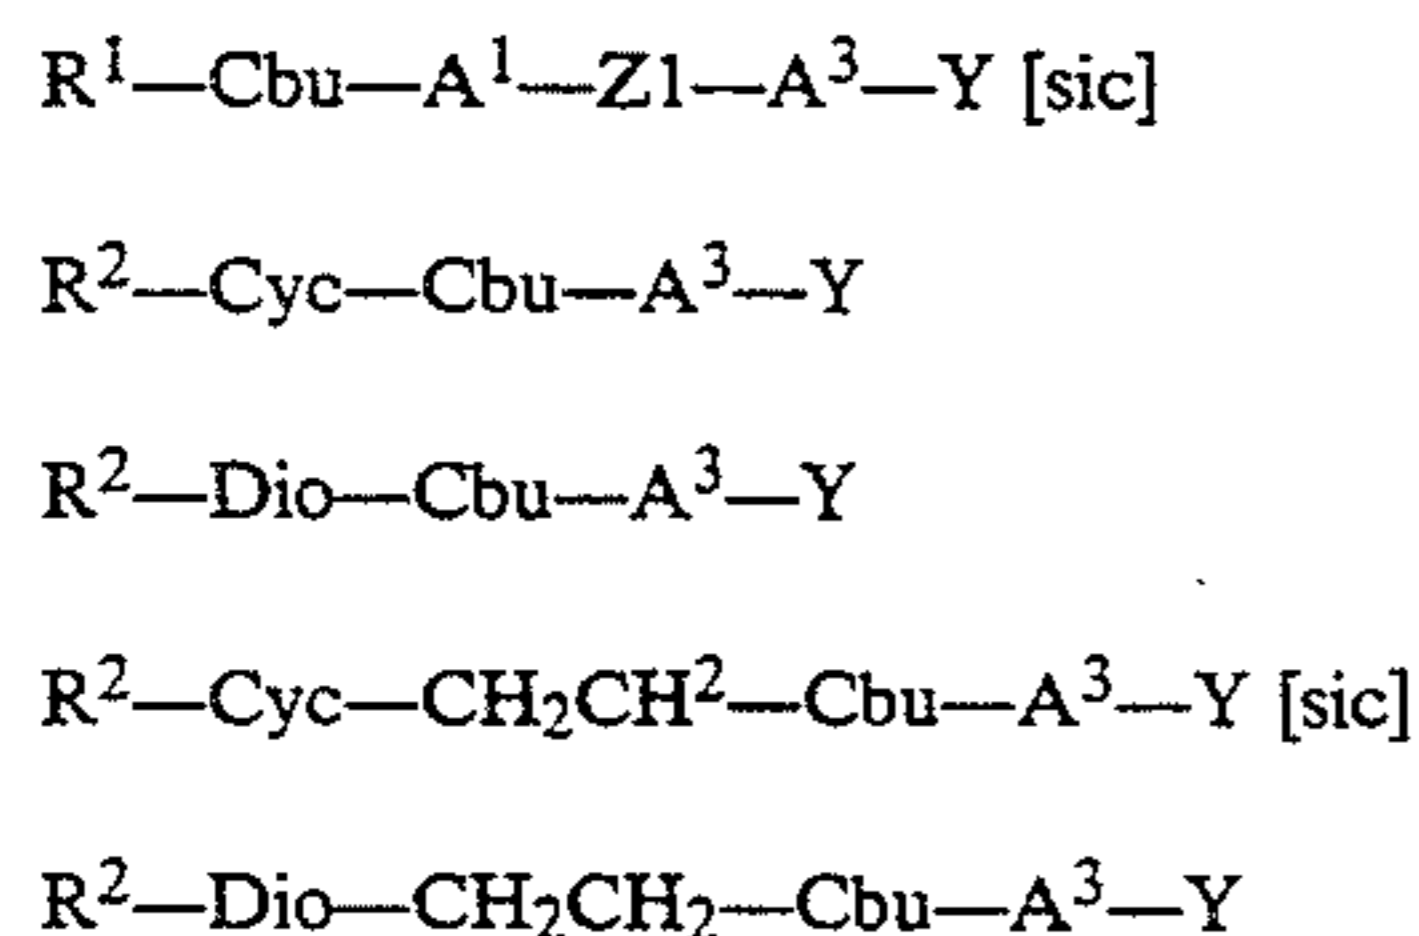 R¹—Cbu—A¹—Z1—A³—Y [sic]
R²—Cyc—Cbu—A³—Y
R²—Dio—Cbu—A³—Y
R²—Cyc—CH₂CH²—Cbu—A³—Y [sic]
R²—Dio—CH₂CH₂—Cbu—A³—Y